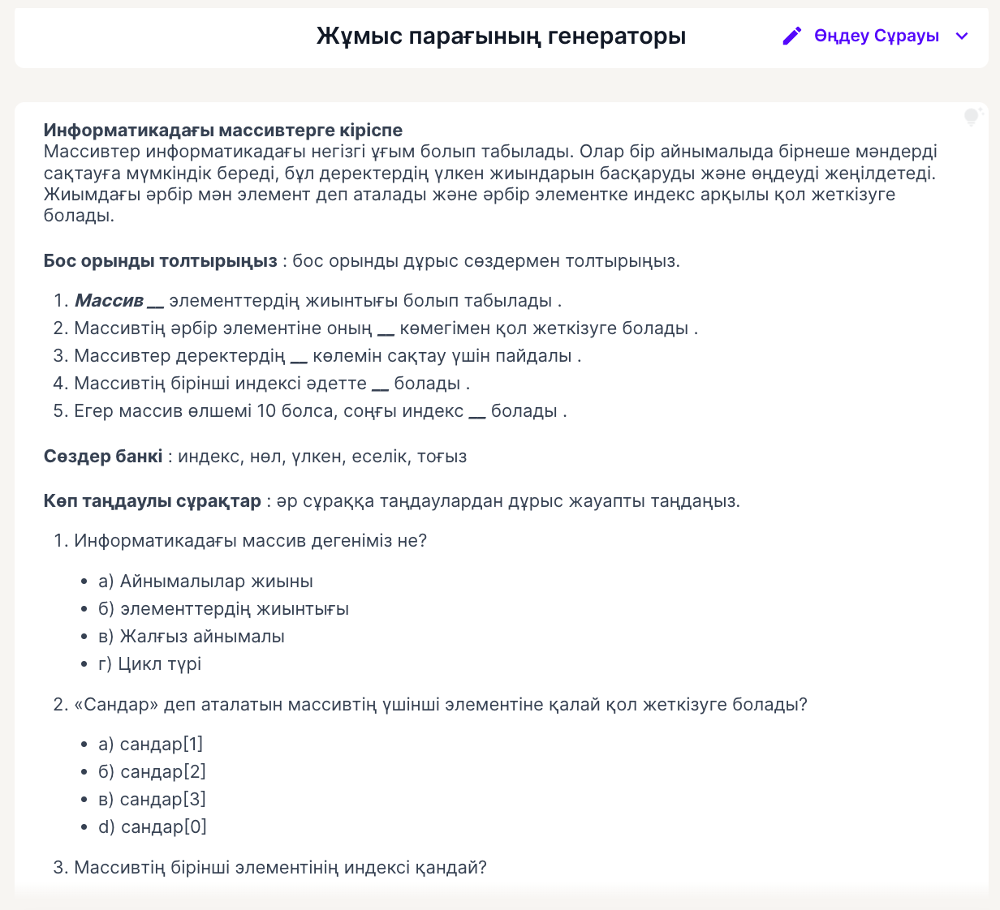 Жұмыс парағының генераторы
Өңдеу Сұрауы
Информатикадағы массивтерге кіріспе
Массивтер информатикадағы негізгі ұғым болып табылады. Олар бір айнымалыда бірнеше мәндерді
сақтауға мүмкіндік береді, бұл деректердің үлкен жиындарын басқаруды және өңдеуді жеңілдетеді.
Жиымдағы әрбір мән элемент деп аталады және әрбір элементке индекс арқылы қол жеткізуге
болады.
Бос орынды толтырыңыз : бос орынды дұрыс сөздермен толтырыңыз.
1. Массив __ элементтердің жиынтығы болып табылады .
2. Массивтің әрбір элементіне оның __ көмегімен қол жеткізуге болады .
3. Массивтер деректердің __ көлемін сақтау үшін пайдалы .
4. Массивтің бірінші индексі әдетте __ болады .
5. Егер массив өлшемі 10 болса, соңғы индекс __ болады .
Сөздер банкі : индекс, нөл, үлкен, еселік, тоғыз
Көп таңдаулы сұрақтар : әр сұраққа таңдаулардан дұрыс жауапты таңдаңыз.
1. Информатикадағы массив дегеніміз не?
• а) Айнымалылар жиыны
• б) элементтердің жиынтығы
• в) Жалғыз айнымалы
• г) Цикл түрі
2. «Сандар» деп аталатын массивтің үшінші элементіне қалай қол жеткізуге болады?
• а) сандар[1]
• б) сандар[2]
• в) сандар[3]
• d) сандар[0]
3. Массивтің бірінші элементінің индексі қандай?